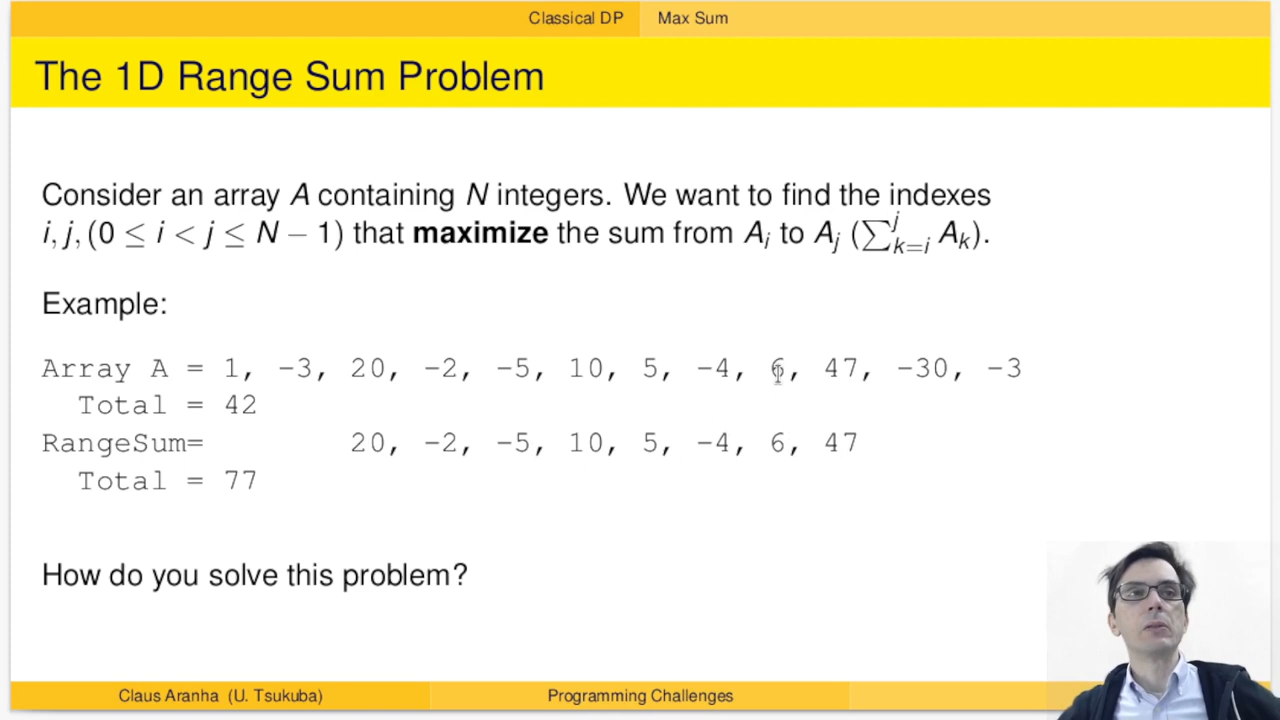 Classical DP Max Sum
The 1D Range Sum Problem
Consider an array A containing N integers. We want to find the indexes
i, j, (0 ≤ i < j ≤ N − 1) that maximize the sum from A_i to A_j (∑_{k=i}^{j} A_k).
Example:
Array A = 1, −3, 20, −2, −5, 10, 5, −4, 6, 47, −30, −3
Total = 42
RangeSum= 20, −2, −5, 10, 5, −4, 6, 47
Total = 77
How do you solve this problem?
Claus Aranha (U. Tsukuba) Programming Challenges